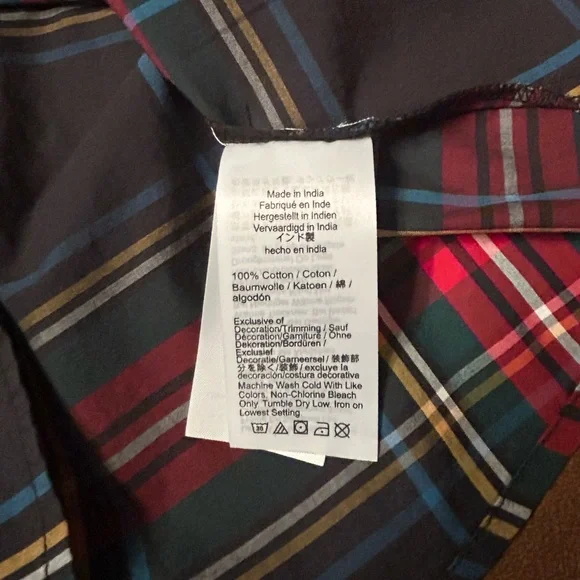 Made in India
Fabriqué en Inde
Hergestellt in Indien
Vervaardigd in India
インド製
hecho en india
100% Cotton / Coton /
Baumwolle / Katoen / 綿 /
algodón
Exclusive of
Decoration/Trimming / Sauf
Décoration/Garniture / Ohne
Dekoration/Bordüren /
Exclusief
Decoratie/Garneersel / 装飾部
分を除く/装飾 / excluye la
decoración/costura decorativa
Machine Wash Cold With Like
Colors, Non-Chlorine Bleach
Only, Tumble Dry Low. Iron on
Lowest Setting.
30